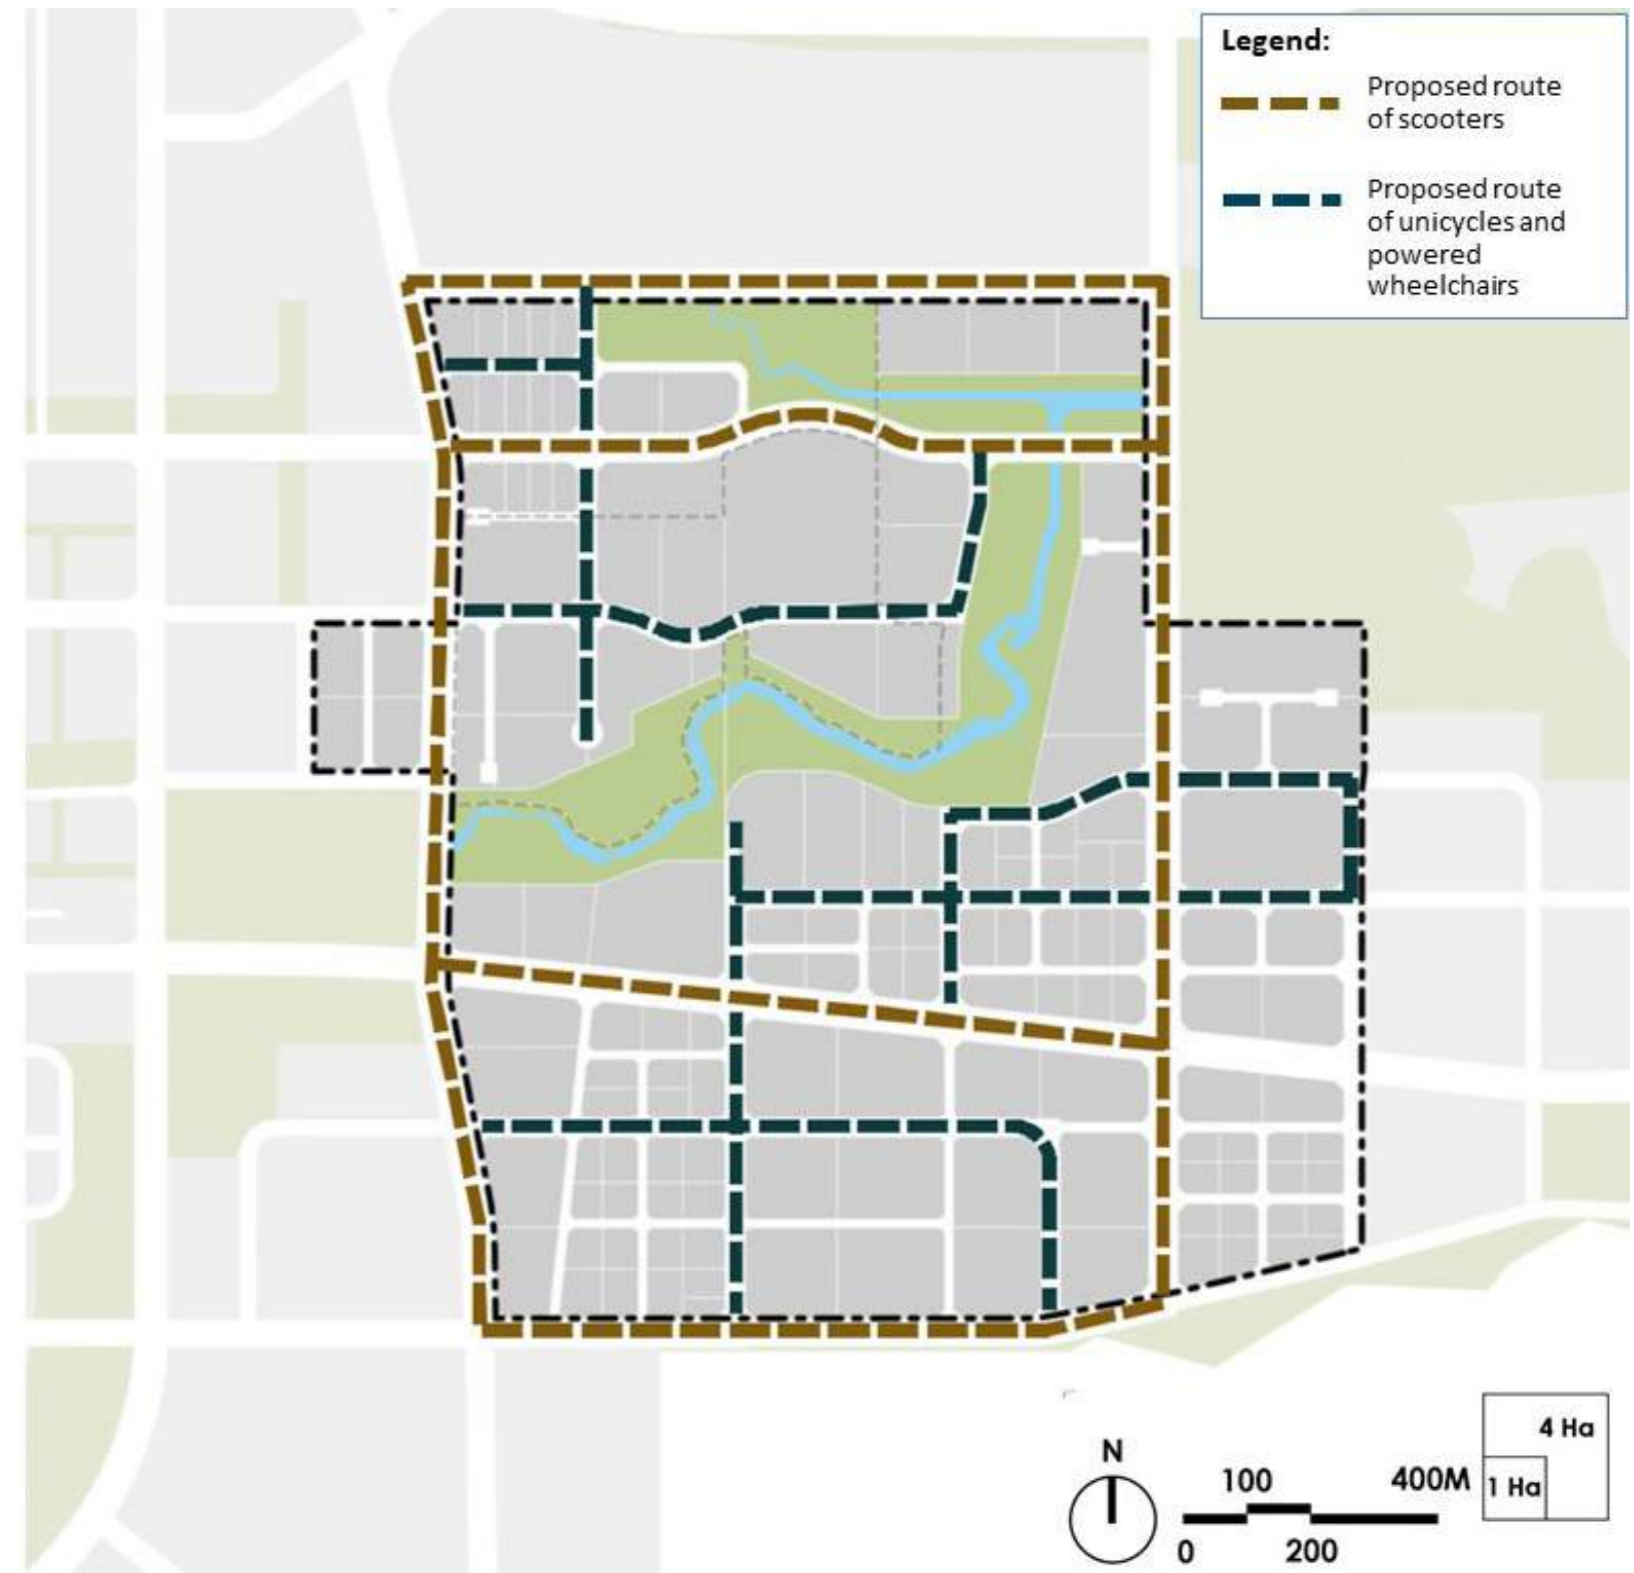 Legend:
Proposed route
of scooters
Proposed route
of unicycles and
powered
wheelchairs
N
100 400M
0 200
4 Ha
1 Ha